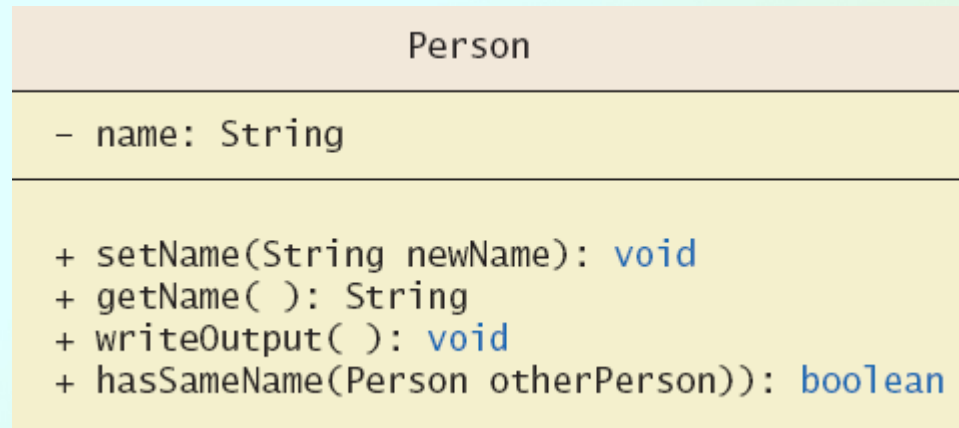 Person
- name: String
+ setName(String newName): void
+ getName( ): String
+ writeOutput( ): void
+ hasSameName(Person otherPerson)): boolean